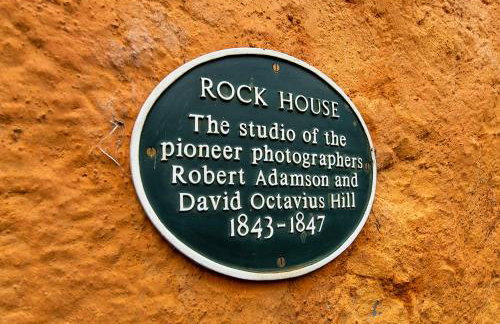 ROCK HOUSE
The studio of the
pioneer photographers
Robert Adamson and
David Octavius Hill
1843-1847